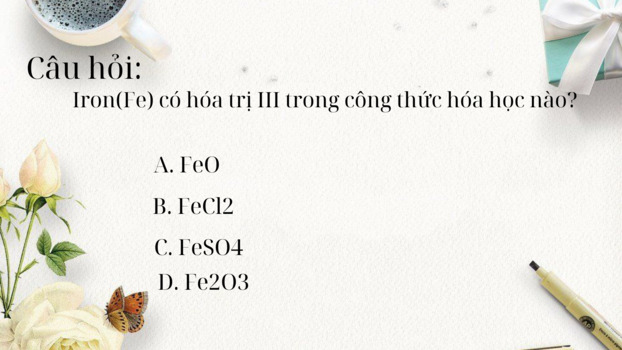 Câu hỏi:
Iron(Fe) có hóa trị III trong công thức hóa học nào?
A. FeO
B. FeCl2
C. FeSO4
D. Fe2O3